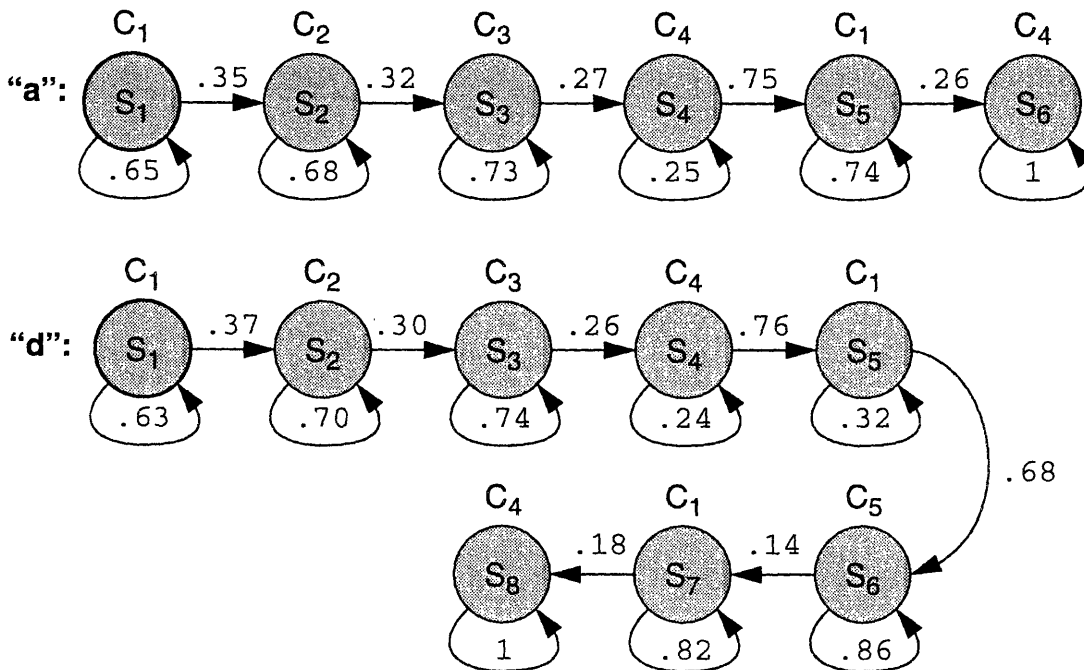 C₁ C₂ C₃ C₄ C₁ C₄
“a”: S₁ .35 S₂ .32 S₃ .27 S₄ .75 S₅ .26 S₆
.65 .68 .73 .25 .74 1
C₁ C₂ C₃ C₄ C₁
“d”: S₁ .37 S₂ .30 S₃ .26 S₄ .76 S₅
.63 .70 .74 .24 .32
.68
C₄ C₁ C₅
S₈ .18 S₇ .14 S₆
1 .82 .86